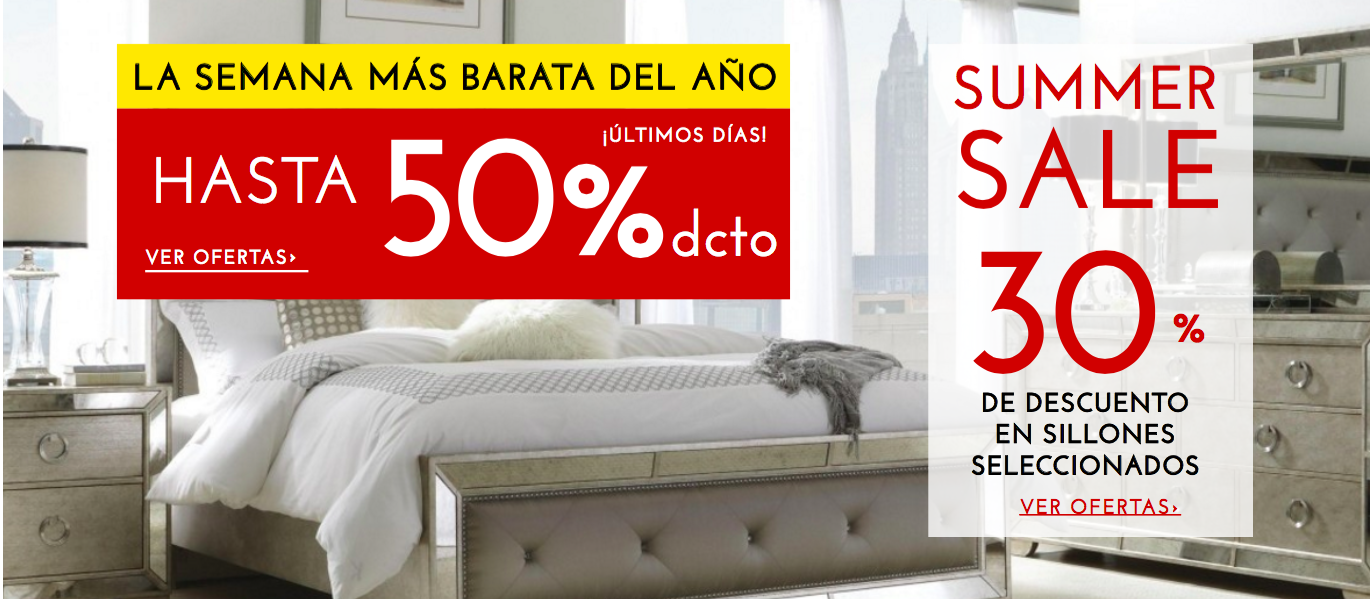 LA SEMANA MÁS BARATA DEL AÑO
¡ÚLTIMOS DÍAS!
HASTA 50% dcto
VER OFERTAS›
SUMMER
SALE
30 %
DE DESCUENTO
EN SILLONES
SELECCIONADOS
VER OFERTAS›